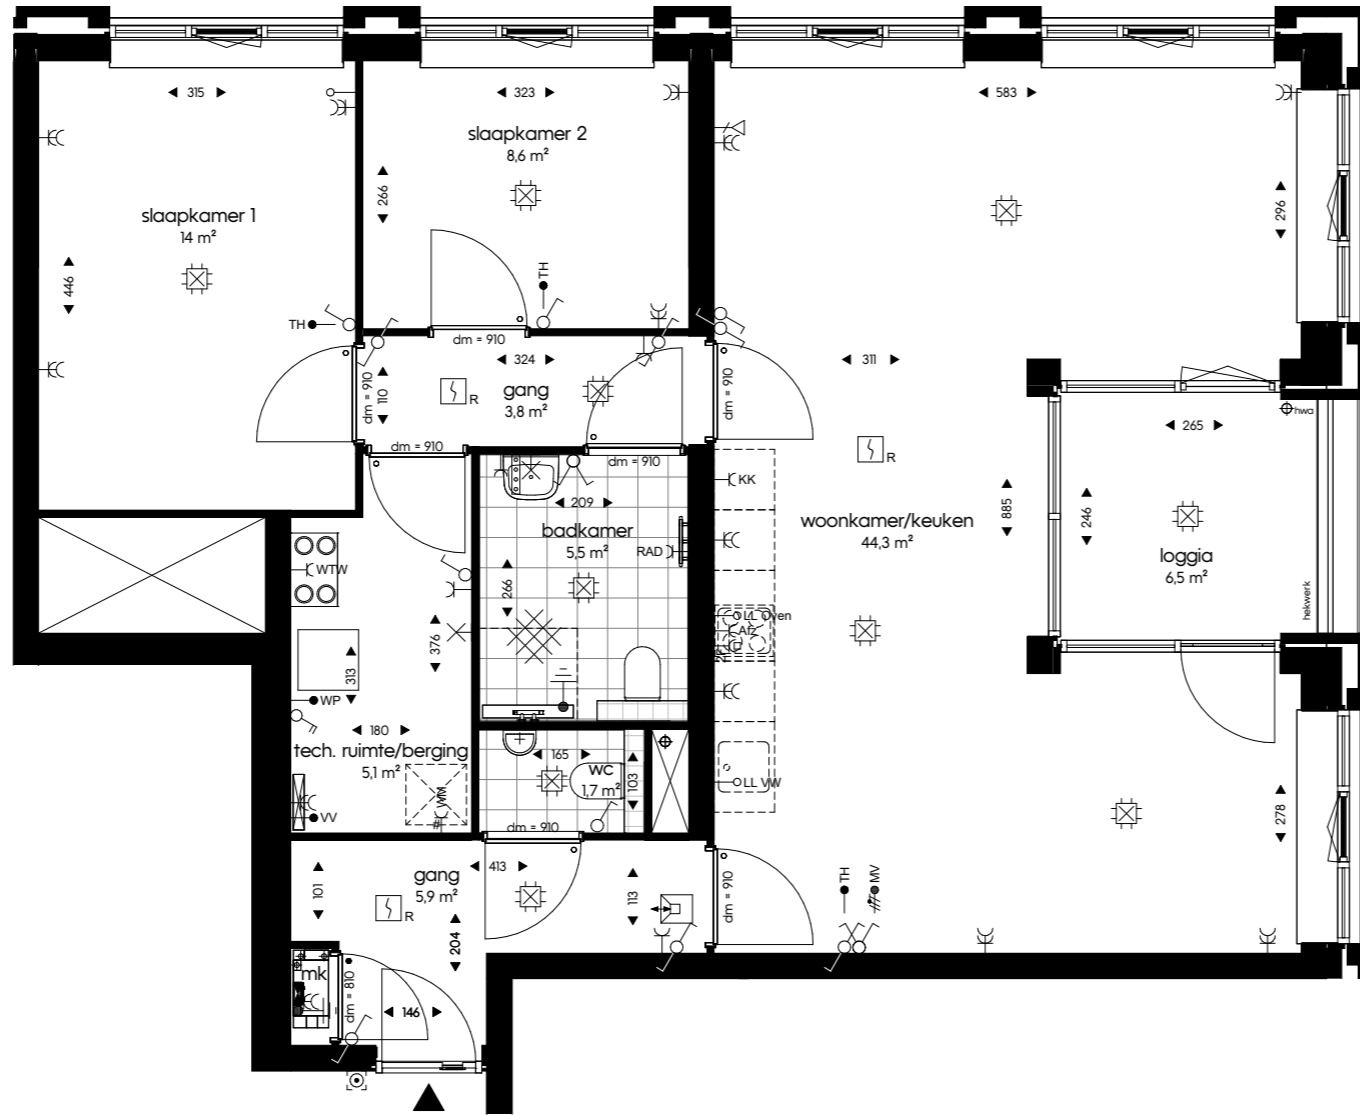 315
323
583
slaapkamer 2
8,6 m²
266
296
slaapkamer 1
14 m²
446
TH
TH
dm = 910
324
311
gang
3,8 m²
R
110
dm = 910
dm = 910
dm = 910
dm = 910
hwa
265
R
KK
209
badkamer
5,5 m²
RAD
woonkamer/keuken
44,3 m²
885
246
loggia
6,5 m²
hekwerk
WTW
266
376
LL Oven
Afz
313
WP
180
tech. ruimte/berging
5,1 m²
WM
VV
165
wc
1,7 m²
103
LL VW
278
dm = 910
gang
5,9 m²
413
101
R
204
113
dm = 910
TH
MV
mk
dm = 810
146